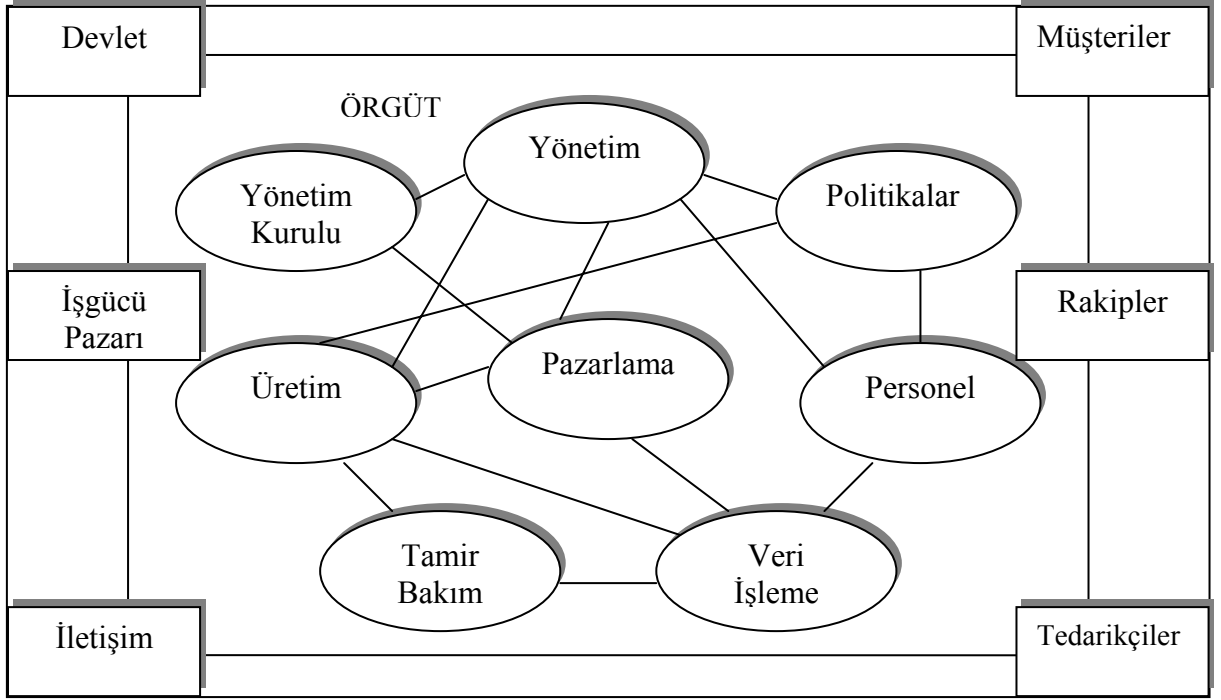 Devlet
Müşteriler
ÖRGÜT
Yönetim
Yönetim
Kurulu
Politikalar
İşgücü
Pazarı
Rakipler
Üretim
Pazarlama
Personel
Tamir
Bakım
Veri
İşleme
İletişim
Tedarikçiler